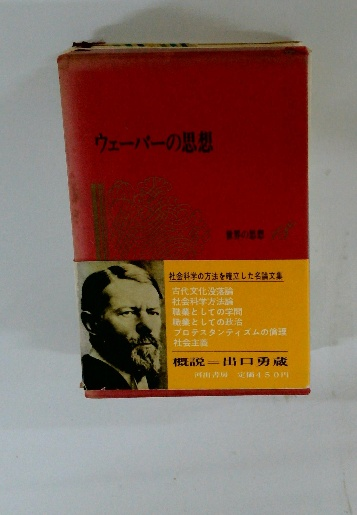 ウェーバーの思想
世界の思想 18
社会科学の方法を確立した名論文集
古代文化没落論
社会科学方法論
職業としての学問
職業としての政治
プロテスタンティズムの倫理
社会主義
概説=出口勇蔵
河出書房 定価450円